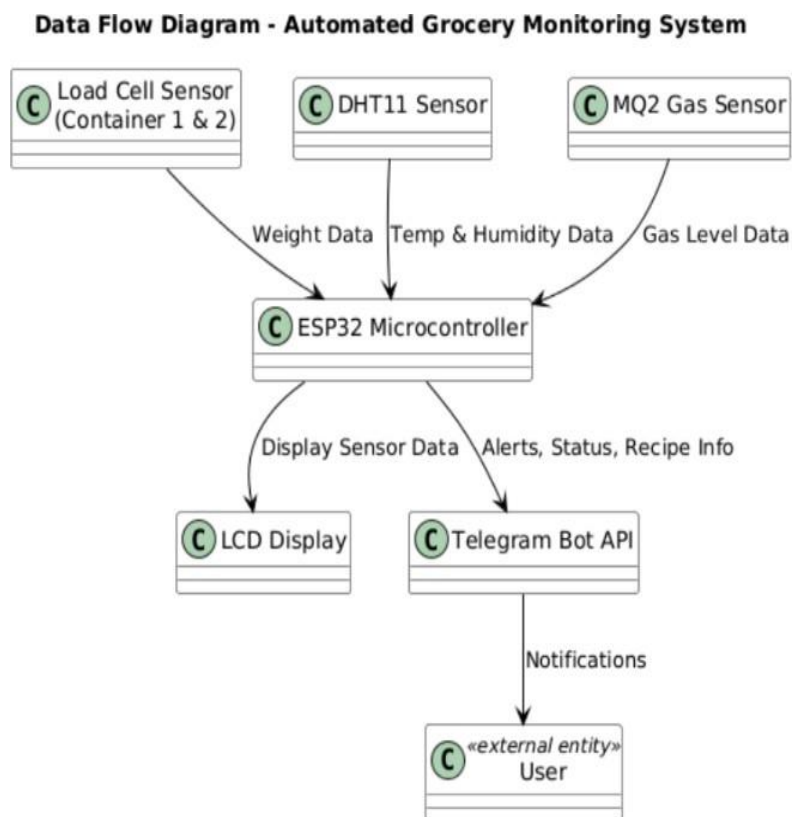 Data Flow Diagram - Automated Grocery Monitoring System
C Load Cell Sensor
(Container 1 & 2)
C DHT11 Sensor
C MQ2 Gas Sensor
Weight Data
Temp & Humidity Data
Gas Level Data
C ESP32 Microcontroller
Display Sensor Data
Alerts, Status, Recipe Info
C LCD Display
C Telegram Bot API
Notifications
C «external entity»
User